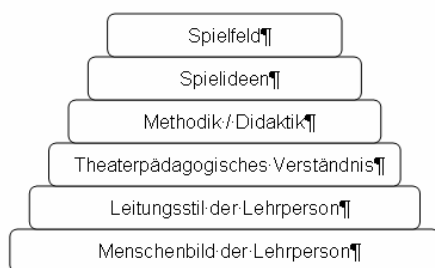 Spielfeld¶
Spielideen¶
Methodik·/·Didaktik¶
Theaterpädagogisches·Verständnis¶
Leitungsstil·der·Lehrperson¶
Menschenbild·der·Lehrperson¶